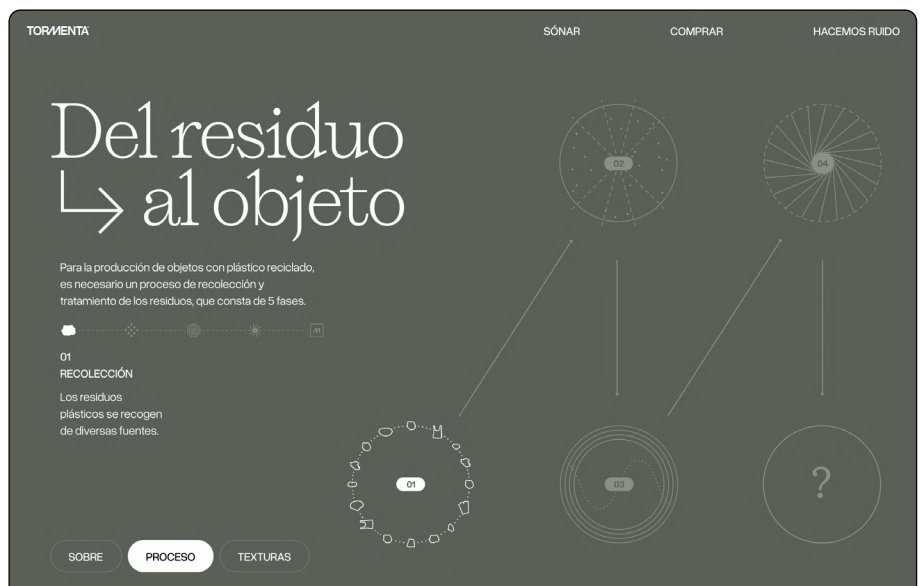 TORMENTA
SÓNAR
COMPRAR
HACEMOS RUIDO
Del residuo
↳ al objeto
Para la producción de objetos con plástico reciclado,
es necesario un proceso de recolección y
tratamiento de los residuos, que consta de 5 fases.
M
01
RECOLECCIÓN
Los residuos
plásticos se recogen
de diversas fuentes.
02
04
01
03
?
SOBRE
PROCESO
TEXTURAS